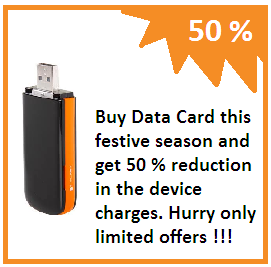 50 %
Buy Data Card this
festive season and
get 50 % reduction
in the device
charges. Hurry only
limited offers !!!